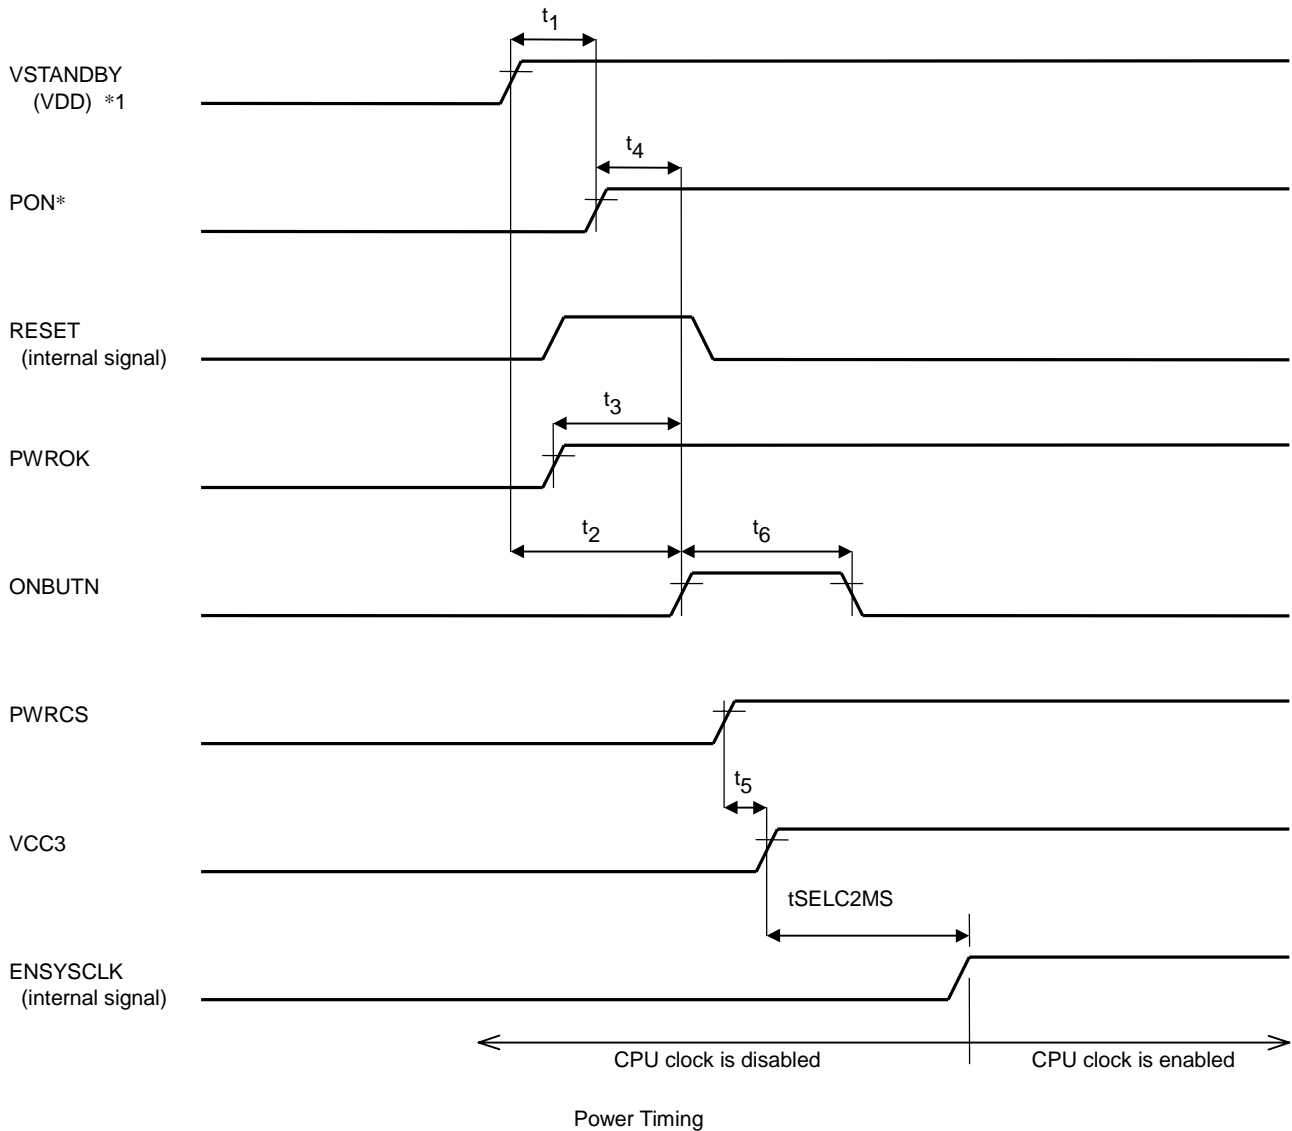 t1
VSTANDBY
(VDD) *1
t4
PON*
RESET
(internal signal)
t3
PWROK
t2
t6
ONBUTN
PWRCS
t5
VCC3
tSELC2MS
ENSYSCLK
(internal signal)
CPU clock is disabled
CPU clock is enabled
Power Timing